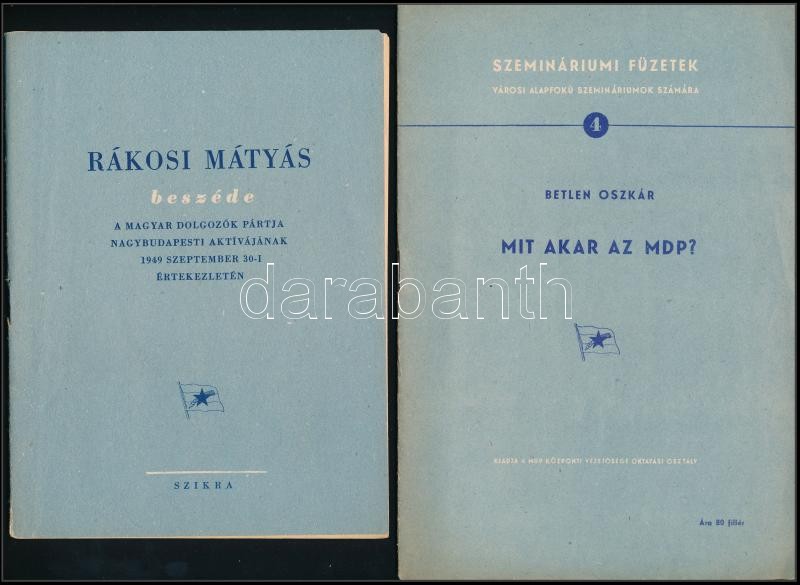 RÁKOSI MÁTYÁS
beszéde
A MAGYAR DOLGOZÓK PÁRTJA
NAGYBUDAPESTI AKTÍVÁJÁNAK
1949 SZEPTEMBER 30-I
ÉRTEKEZLETÉN
SZIKRA
SZEMINÁRIUMI FÜZETEK
VÁROSI ALAPFOKÚ SZEMINÁRIUMOK SZÁMÁRA
4
BETLEN OSZKÁR
MIT AKAR AZ MDP?
KIADJA A MDP KÖZPONTI VEZETŐSÉGE OKTATÁSI OSZTÁLY
Ára 80 fillér
darabanth